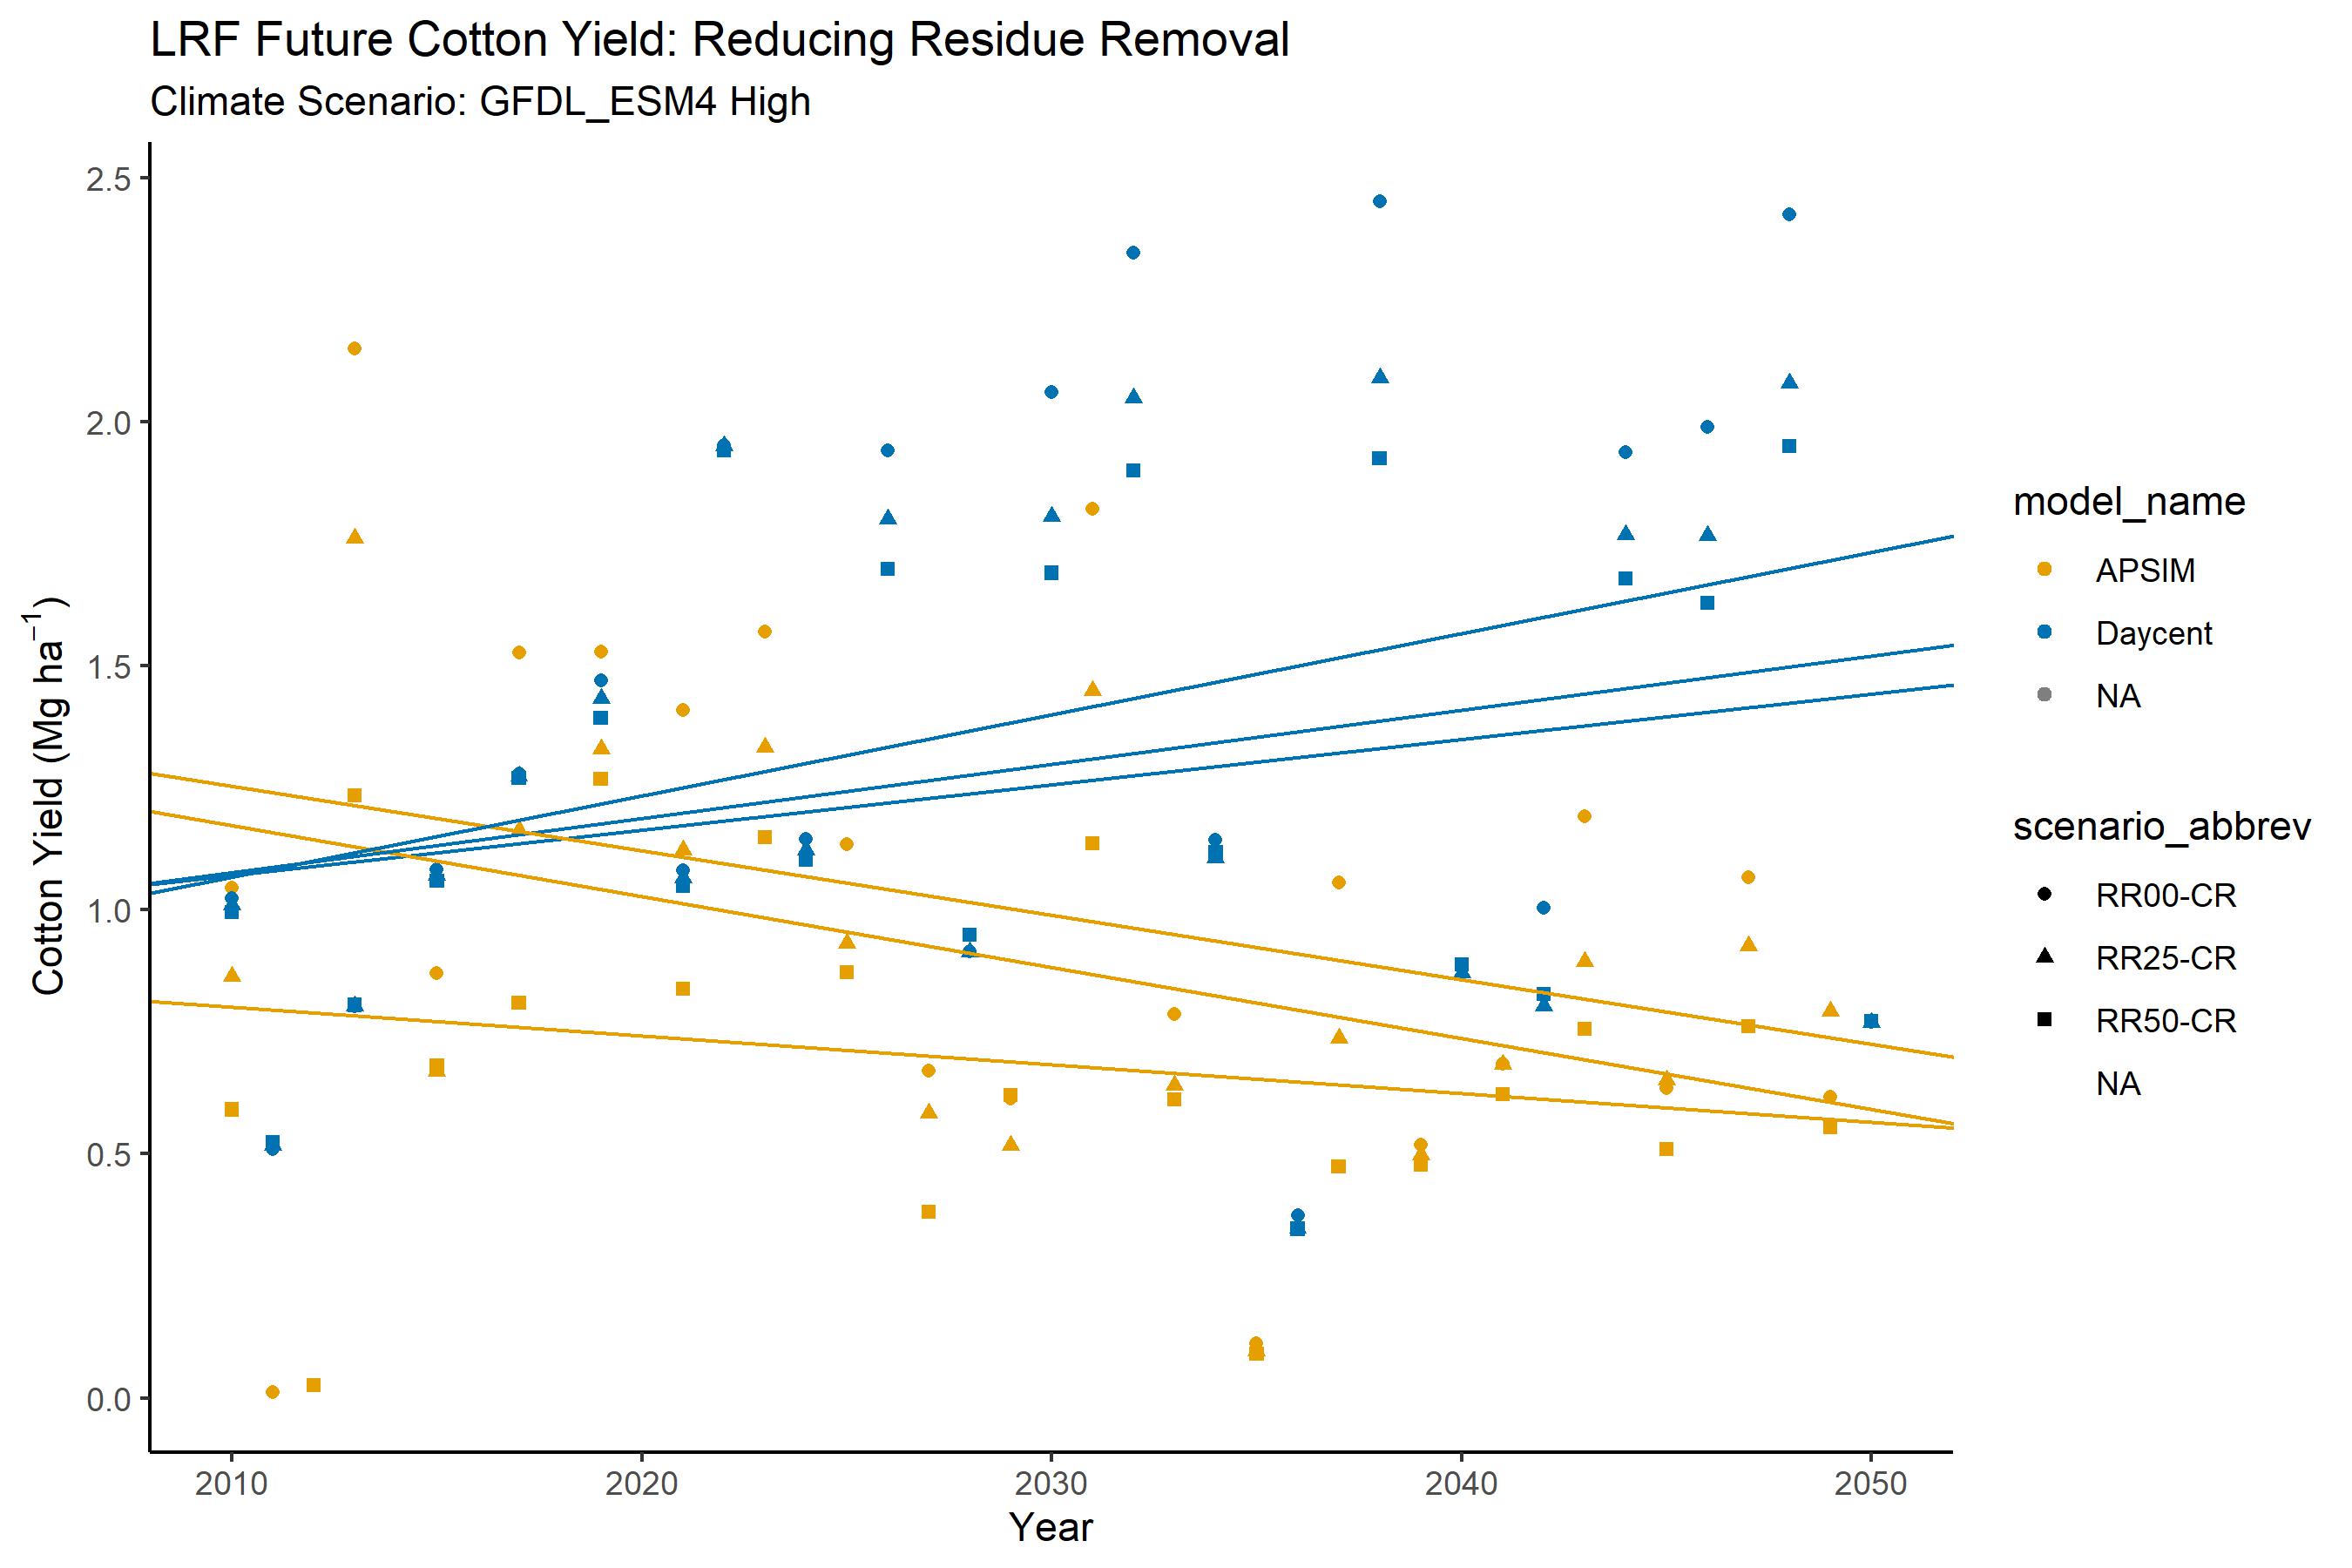 LRF Future Cotton Yield: Reducing Residue Removal
Climate Scenario: GFDL_ESM4 High
Cotton Yield (Mg ha⁻¹)
2.5
2.0
1.5
1.0
0.5
0.0
2010
2020
2030
2040
2050
Year
model_name
APSIM
Daycent
NA
scenario_abbrev
RR00-CR
RR25-CR
RR50-CR
NA